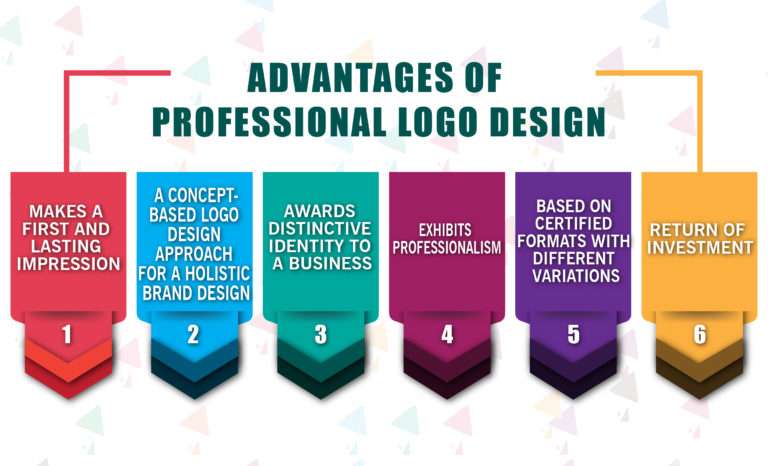 ADVANTAGES OF
PROFESSIONAL LOGO DESIGN
MAKES A
FIRST AND
LASTING
IMPRESSION
1
A CONCEPT-
BASED LOGO
DESIGN
APPROACH
FOR A HOLISTIC
BRAND DESIGN
2
AWARDS
DISTINCTIVE
IDENTITY TO
A BUSINESS
3
EXHIBITS
PROFESSIONALISM
4
BASED ON
CERTIFIED
FORMATS WITH
DIFFERENT
VARIATIONS
5
RETURN OF
INVESTMENT
6